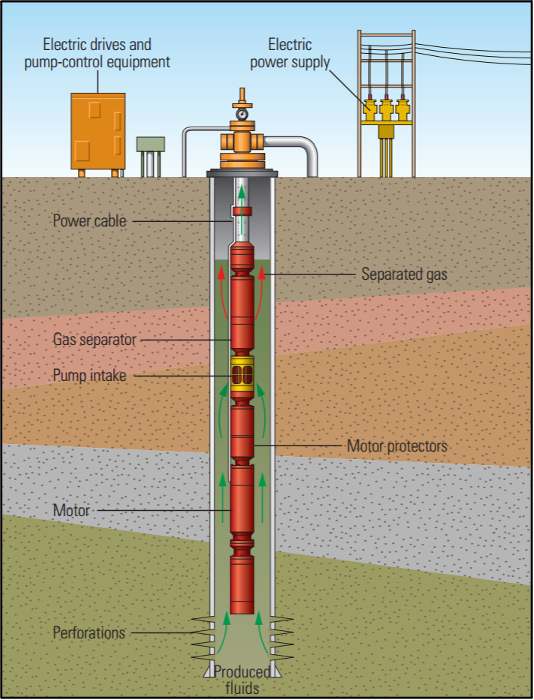 Electric drives and
pump-control equipment
Electric
power supply
Power cable
Separated gas
Gas separator
Pump intake
Motor protectors
Motor
Perforations
Produced
fluids